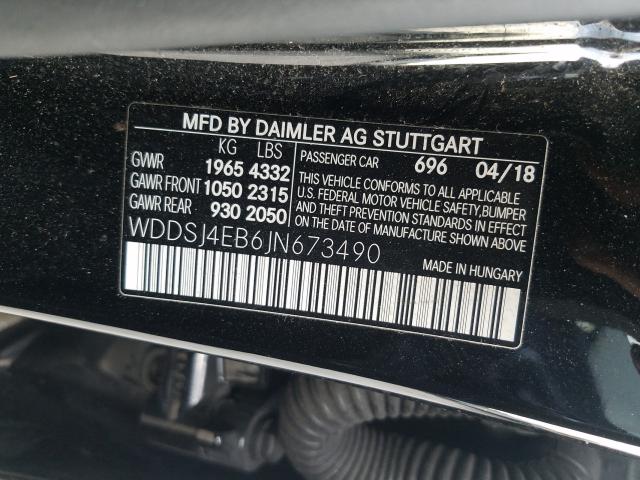 MFD BY DAIMLER AG STUTTGART
KG LBS
GVWR 1965 4332
GAWR FRONT 1050 2315
GAWR REAR 930 2050
PASSENGER CAR 696 04/18
THIS VEHICLE CONFORMS TO ALL APPLICABLE
U.S. FEDERAL MOTOR VEHICLE SAFETY, BUMPER
AND THEFT PREVENTION STANDARDS IN EFFECT
ON THE DATE OF MANUFACTURE SHOWN ABOVE.
WDDSJ4EB6JN673490
MADE IN HUNGARY